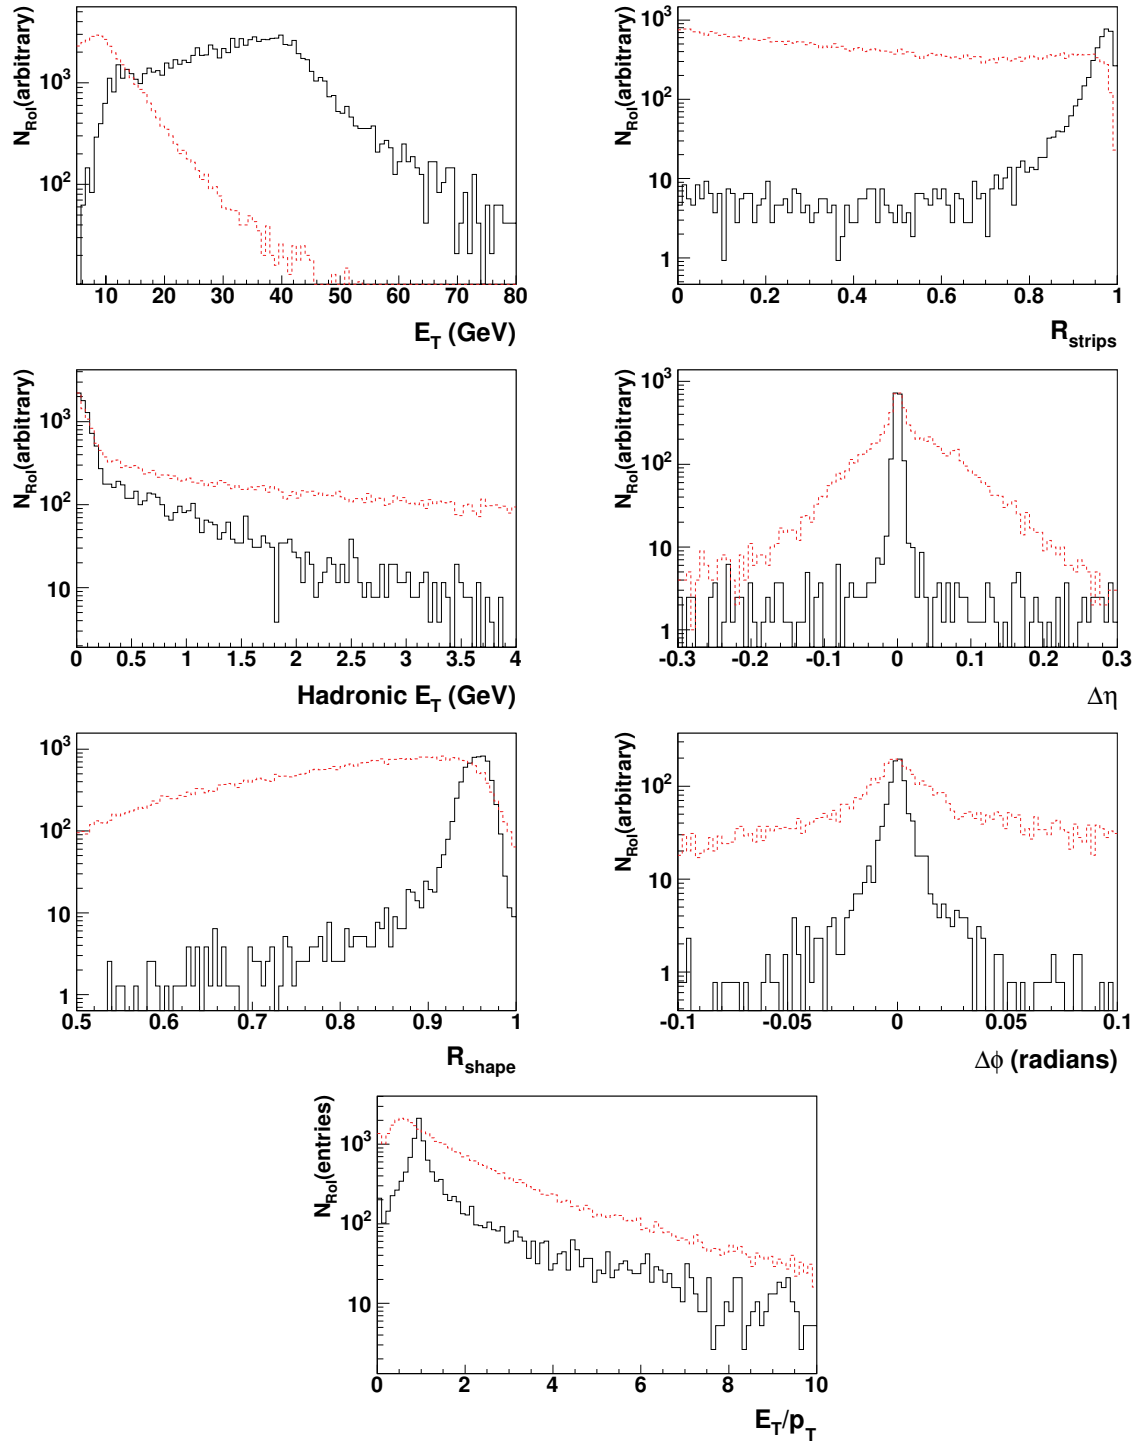 N_RoI(arbitrary)
10^3
10^2
10 20 30 40 50 60 70 80
E_T (GeV)
N_RoI(arbitrary)
10^3
10^2
10
1
0 0.2 0.4 0.6 0.8 1
R_strips
N_RoI(arbitrary)
10^3
10^2
10
0 0.5 1 1.5 2 2.5 3 3.5 4
Hadronic E_T (GeV)
N_RoI(arbitrary)
10^3
10^2
10
1
-0.3 -0.2 -0.1 0 0.1 0.2 0.3
Δη
N_RoI(arbitrary)
10^3
10^2
10
1
0.5 0.6 0.7 0.8 0.9 1
R_shape
N_RoI(arbitrary)
10^2
10
1
-0.1 -0.05 0 0.05 0.1
Δϕ (radians)
N_RoI(entries)
10^3
10^2
10
0 2 4 6 8 10
E_T/p_T